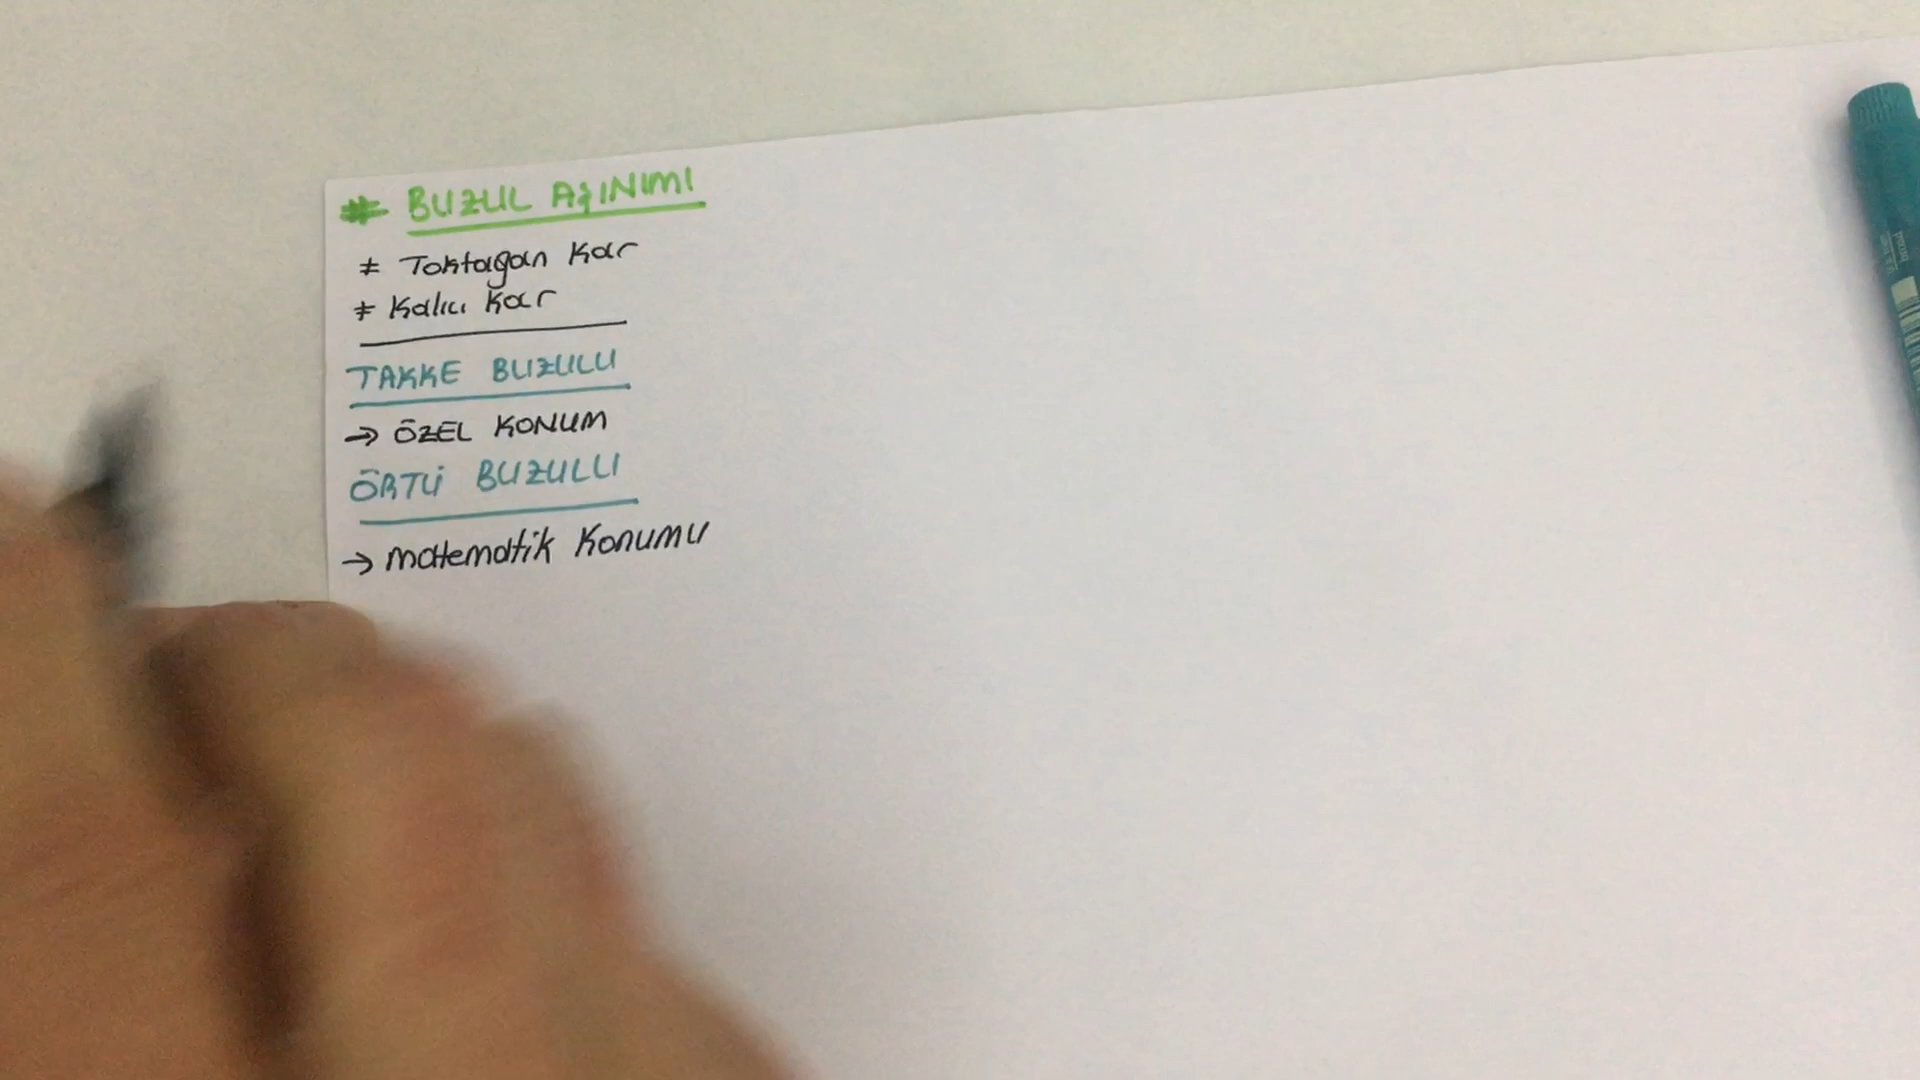 # BUZUL AŞINIMI
* Toktağan Kar
* Kalıcı Kar
TAKKE BUZULU
→ ÖZEL KONUM
ÖRTÜ BUZULU
→ Matematik Konumu